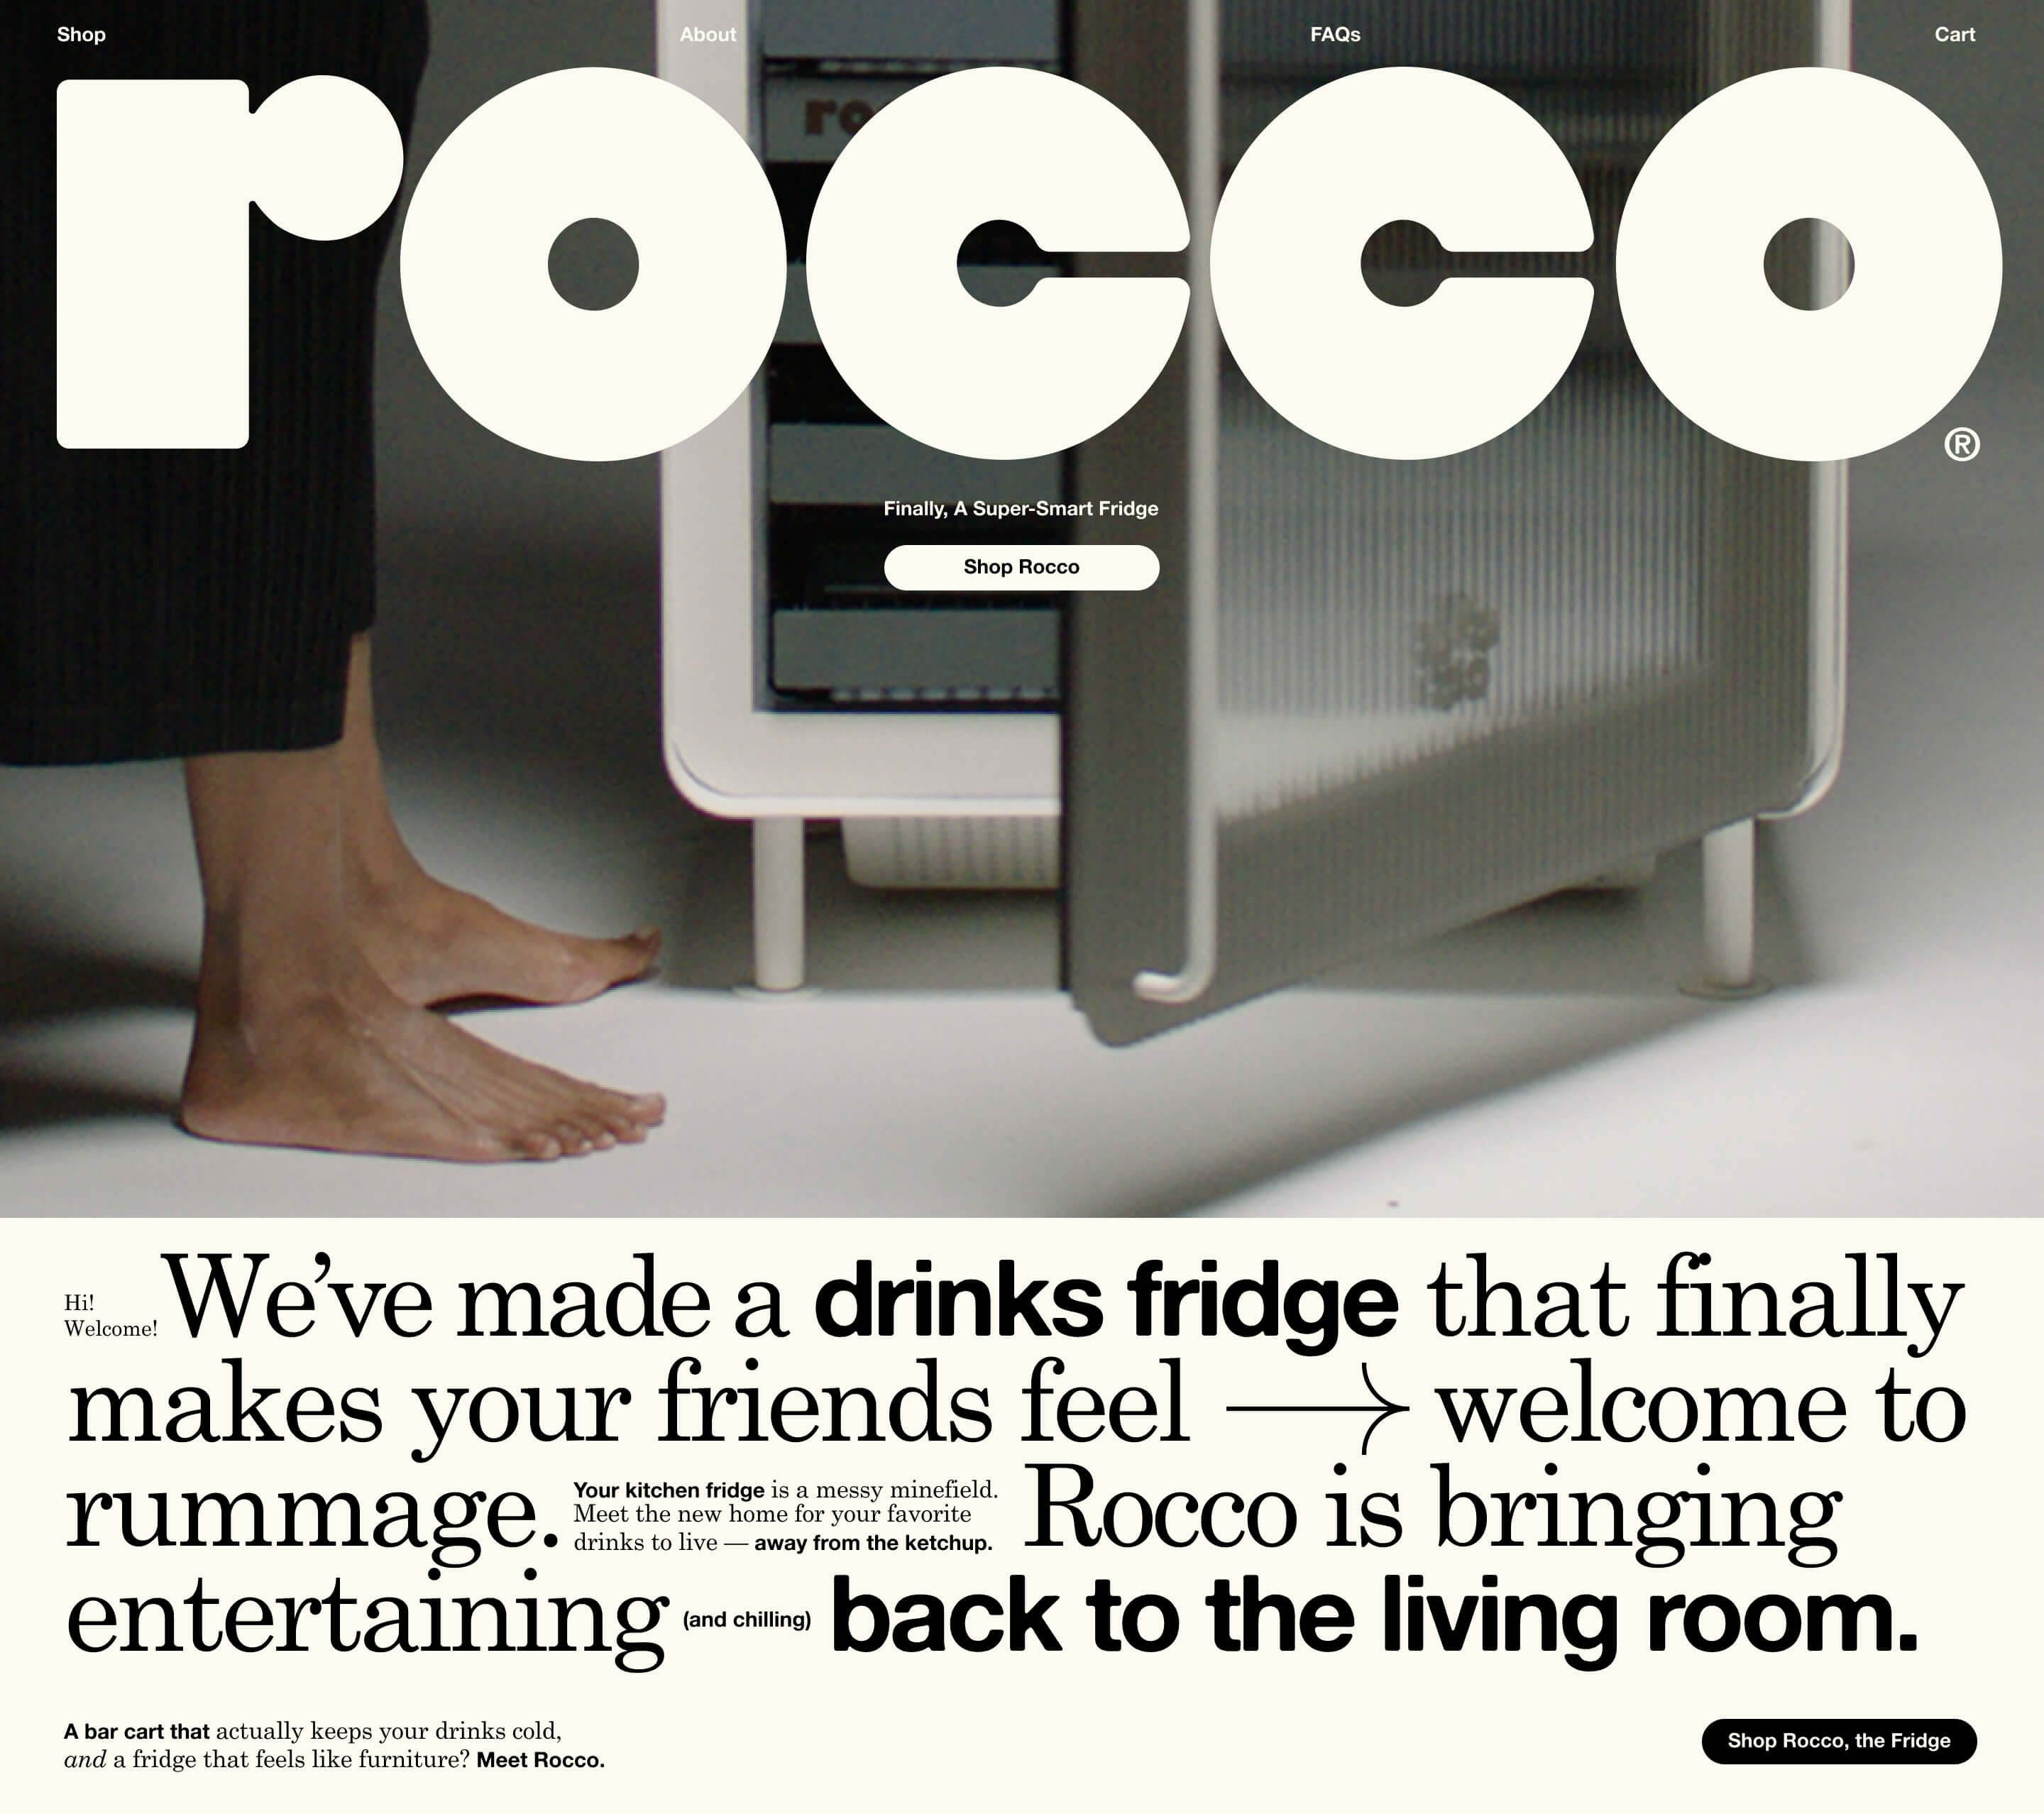 Shop About FAQs Cart
rocco®
ro
Finally, A Super-Smart Fridge
Shop Rocco
Hi!
Welcome!
We’ve made a drinks fridge that finally
makes your friends feel → welcome to
rummage.
Your kitchen fridge is a messy minefield.
Meet the new home for your favorite
drinks to live — away from the ketchup.
Rocco is bringing
entertaining (and chilling) back to the living room.
A bar cart that actually keeps your drinks cold,
and a fridge that feels like furniture? Meet Rocco.
Shop Rocco, the Fridge